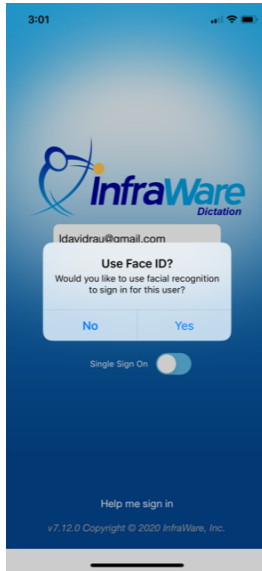 3:01
InfraWare
Dictation
ldavidrau@gmail.com
Use Face ID?
Would you like to use facial recognition
to sign in for this user?
No Yes
Single Sign On
Help me sign in
v7.12.0 Copyright © 2020 InfraWare, Inc.